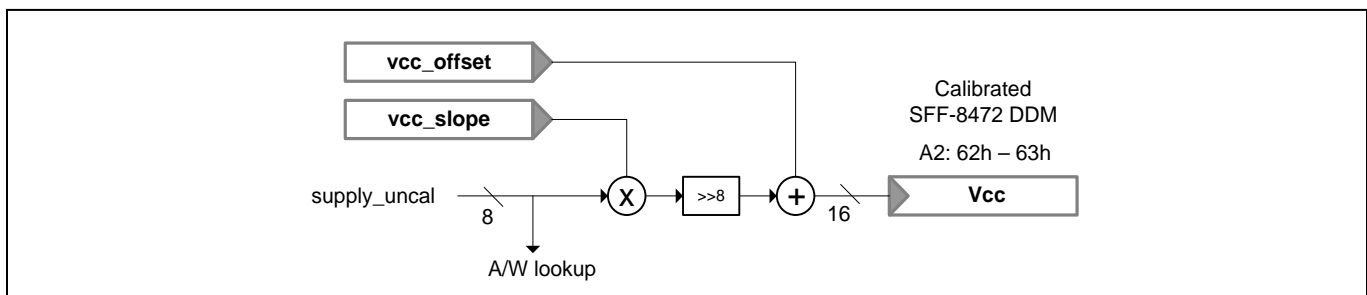 vcc_offset
vcc_slope
Calibrated
SFF-8472 DDM
A2: 62h – 63h
supply_uncal
8
X
>>8
+
16
Vcc
A/W lookup